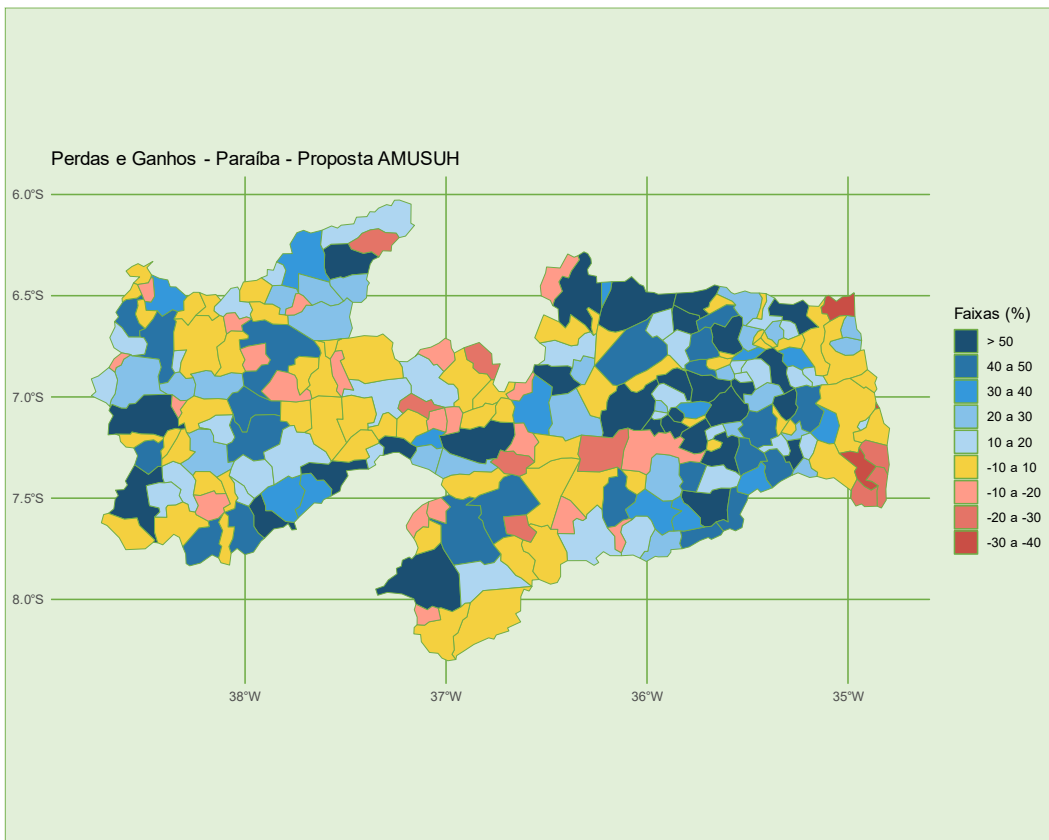 Perdas e Ganhos - Paraíba - Proposta AMUSUH
6.0°S
6.5°S
7.0°S
7.5°S
8.0°S
38°W
37°W
36°W
35°W
Faixas (%)
> 50
40 a 50
30 a 40
20 a 30
10 a 20
-10 a 10
-10 a -20
-20 a -30
-30 a -40